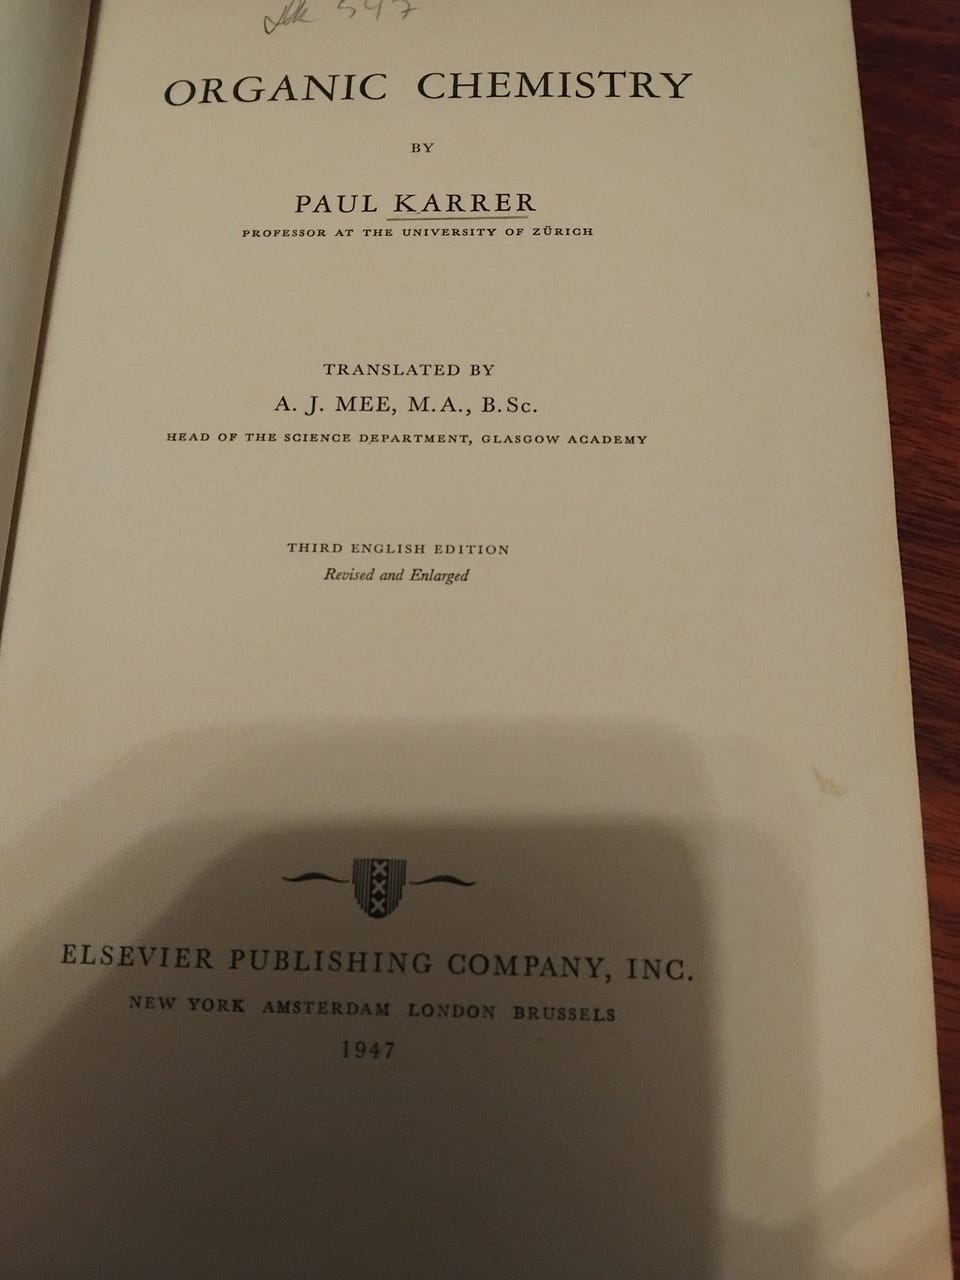 547
ORGANIC CHEMISTRY
BY
PAUL KARRER
PROFESSOR AT THE UNIVERSITY OF ZÜRICH
TRANSLATED BY
A. J. MEE, M.A., B.Sc.
HEAD OF THE SCIENCE DEPARTMENT, GLASGOW ACADEMY
THIRD ENGLISH EDITION
Revised and Enlarged
XXX
ELSEVIER PUBLISHING COMPANY, INC.
NEW YORK AMSTERDAM LONDON BRUSSELS
1947